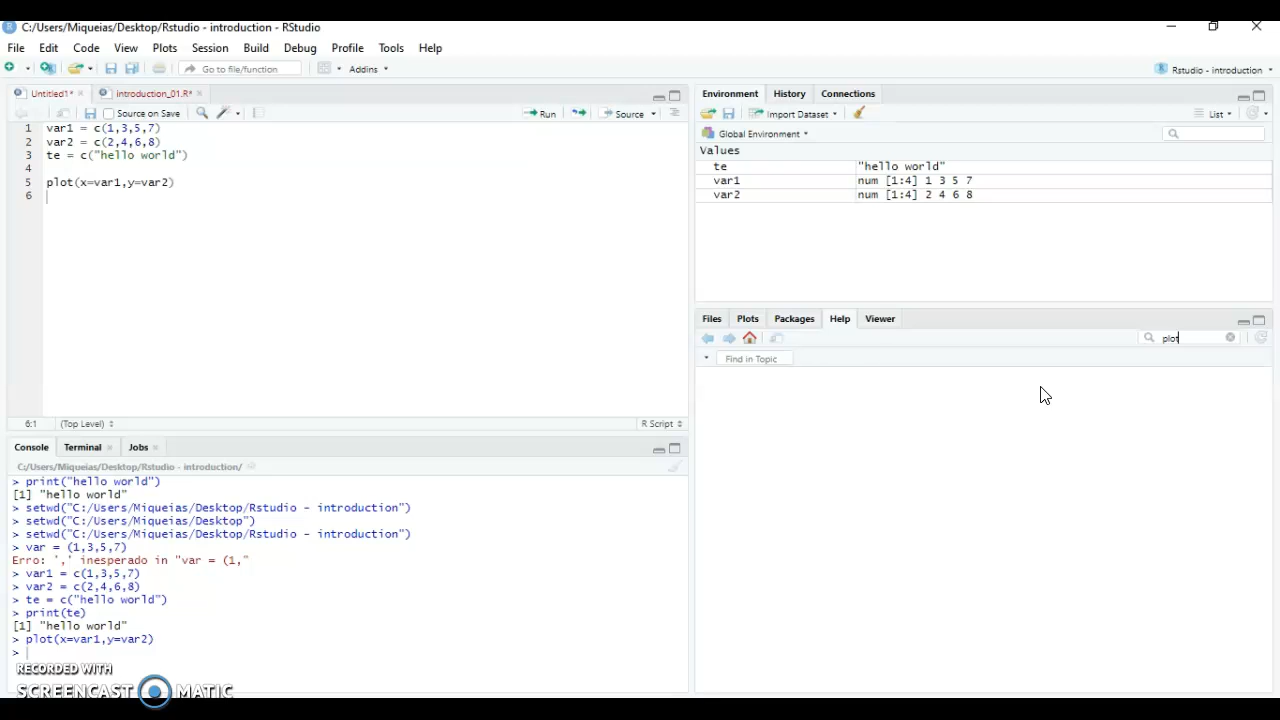 C:/Users/Miqueias/Desktop/Rstudio - introduction - RStudio
File Edit Code View Plots Session Build Debug Profile Tools Help
Go to file/function Addins Rstudio - introduction
Untitled1* introduction_01.R*
Source on Save Run Source
1 var1 = c(1,3,5,7)
2 var2 = c(2,4,6,8)
3 te = c("hello world")
4
5 plot(x=var1,y=var2)
6
6:1 (Top Level) R Script
Environment History Connections
Import Dataset List
Global Environment
Values
te "hello world"
var1 num [1:4] 1 3 5 7
var2 num [1:4] 2 4 6 8
Files Plots Packages Help Viewer
plot
Find in Topic
Console Terminal Jobs
C:/Users/Miqueias/Desktop/Rstudio - introduction/
> print("hello world")
[1] "hello world"
> setwd("C:/Users/Miqueias/Desktop/Rstudio - introduction")
> setwd("C:/Users/Miqueias/Desktop")
> setwd("C:/Users/Miqueias/Desktop/Rstudio - introduction")
> var = (1,3,5,7)
Erro: ',' inesperado in "var = (1,"
> var1 = c(1,3,5,7)
> var2 = c(2,4,6,8)
> te = c("hello world")
> print(te)
[1] "hello world"
> plot(x=var1,y=var2)
>
RECORDED WITH
SCREENCAST MATIC